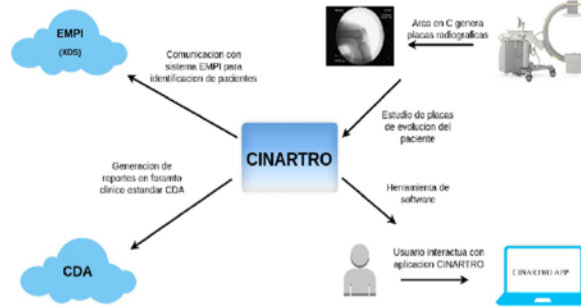 EMPI
(XDS)
Comunicacion con
sistema EMPI para
identificacion de pacientes
Arco en C genera
placas radiograficas
Estudio de placas
de evolucion del
paciente
CINARTRO
Generacion de
reportes en foramto
clinico estandar CDA
Herramienta de
software
CDA
Usuario interactua con
aplicacion CINARTRO
CINARTRO APP